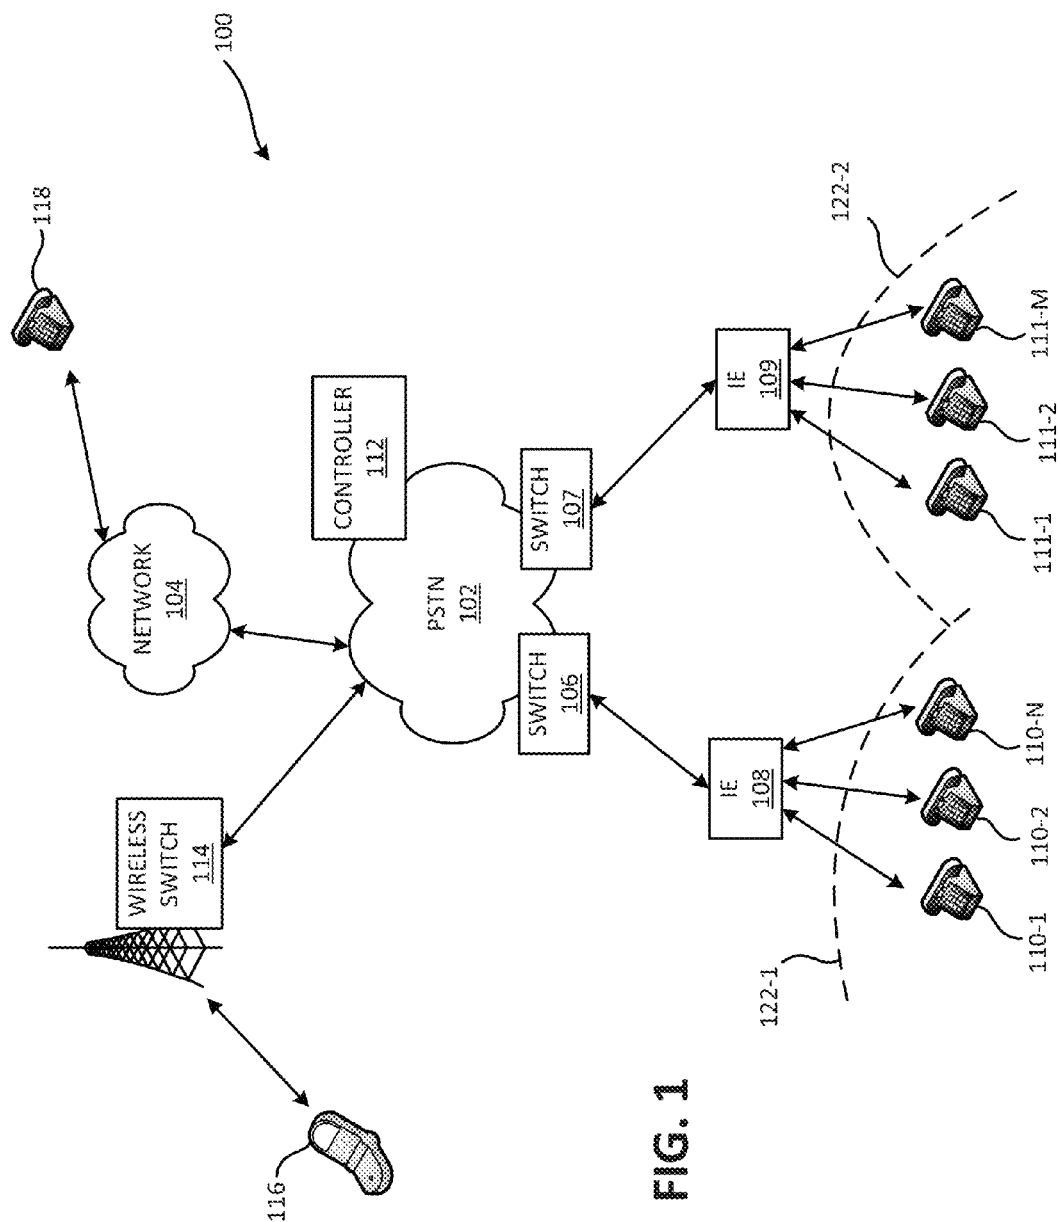 118
WIRELESS
SWITCH
114
NETWORK
104
100
116
CONTROLLER
112
PSTN
102
SWITCH
106
SWITCH
107
FIG. 1
IE
108
IE
109
122-1
122-2
110-1
110-2
110-N
111-1
111-2
111-M